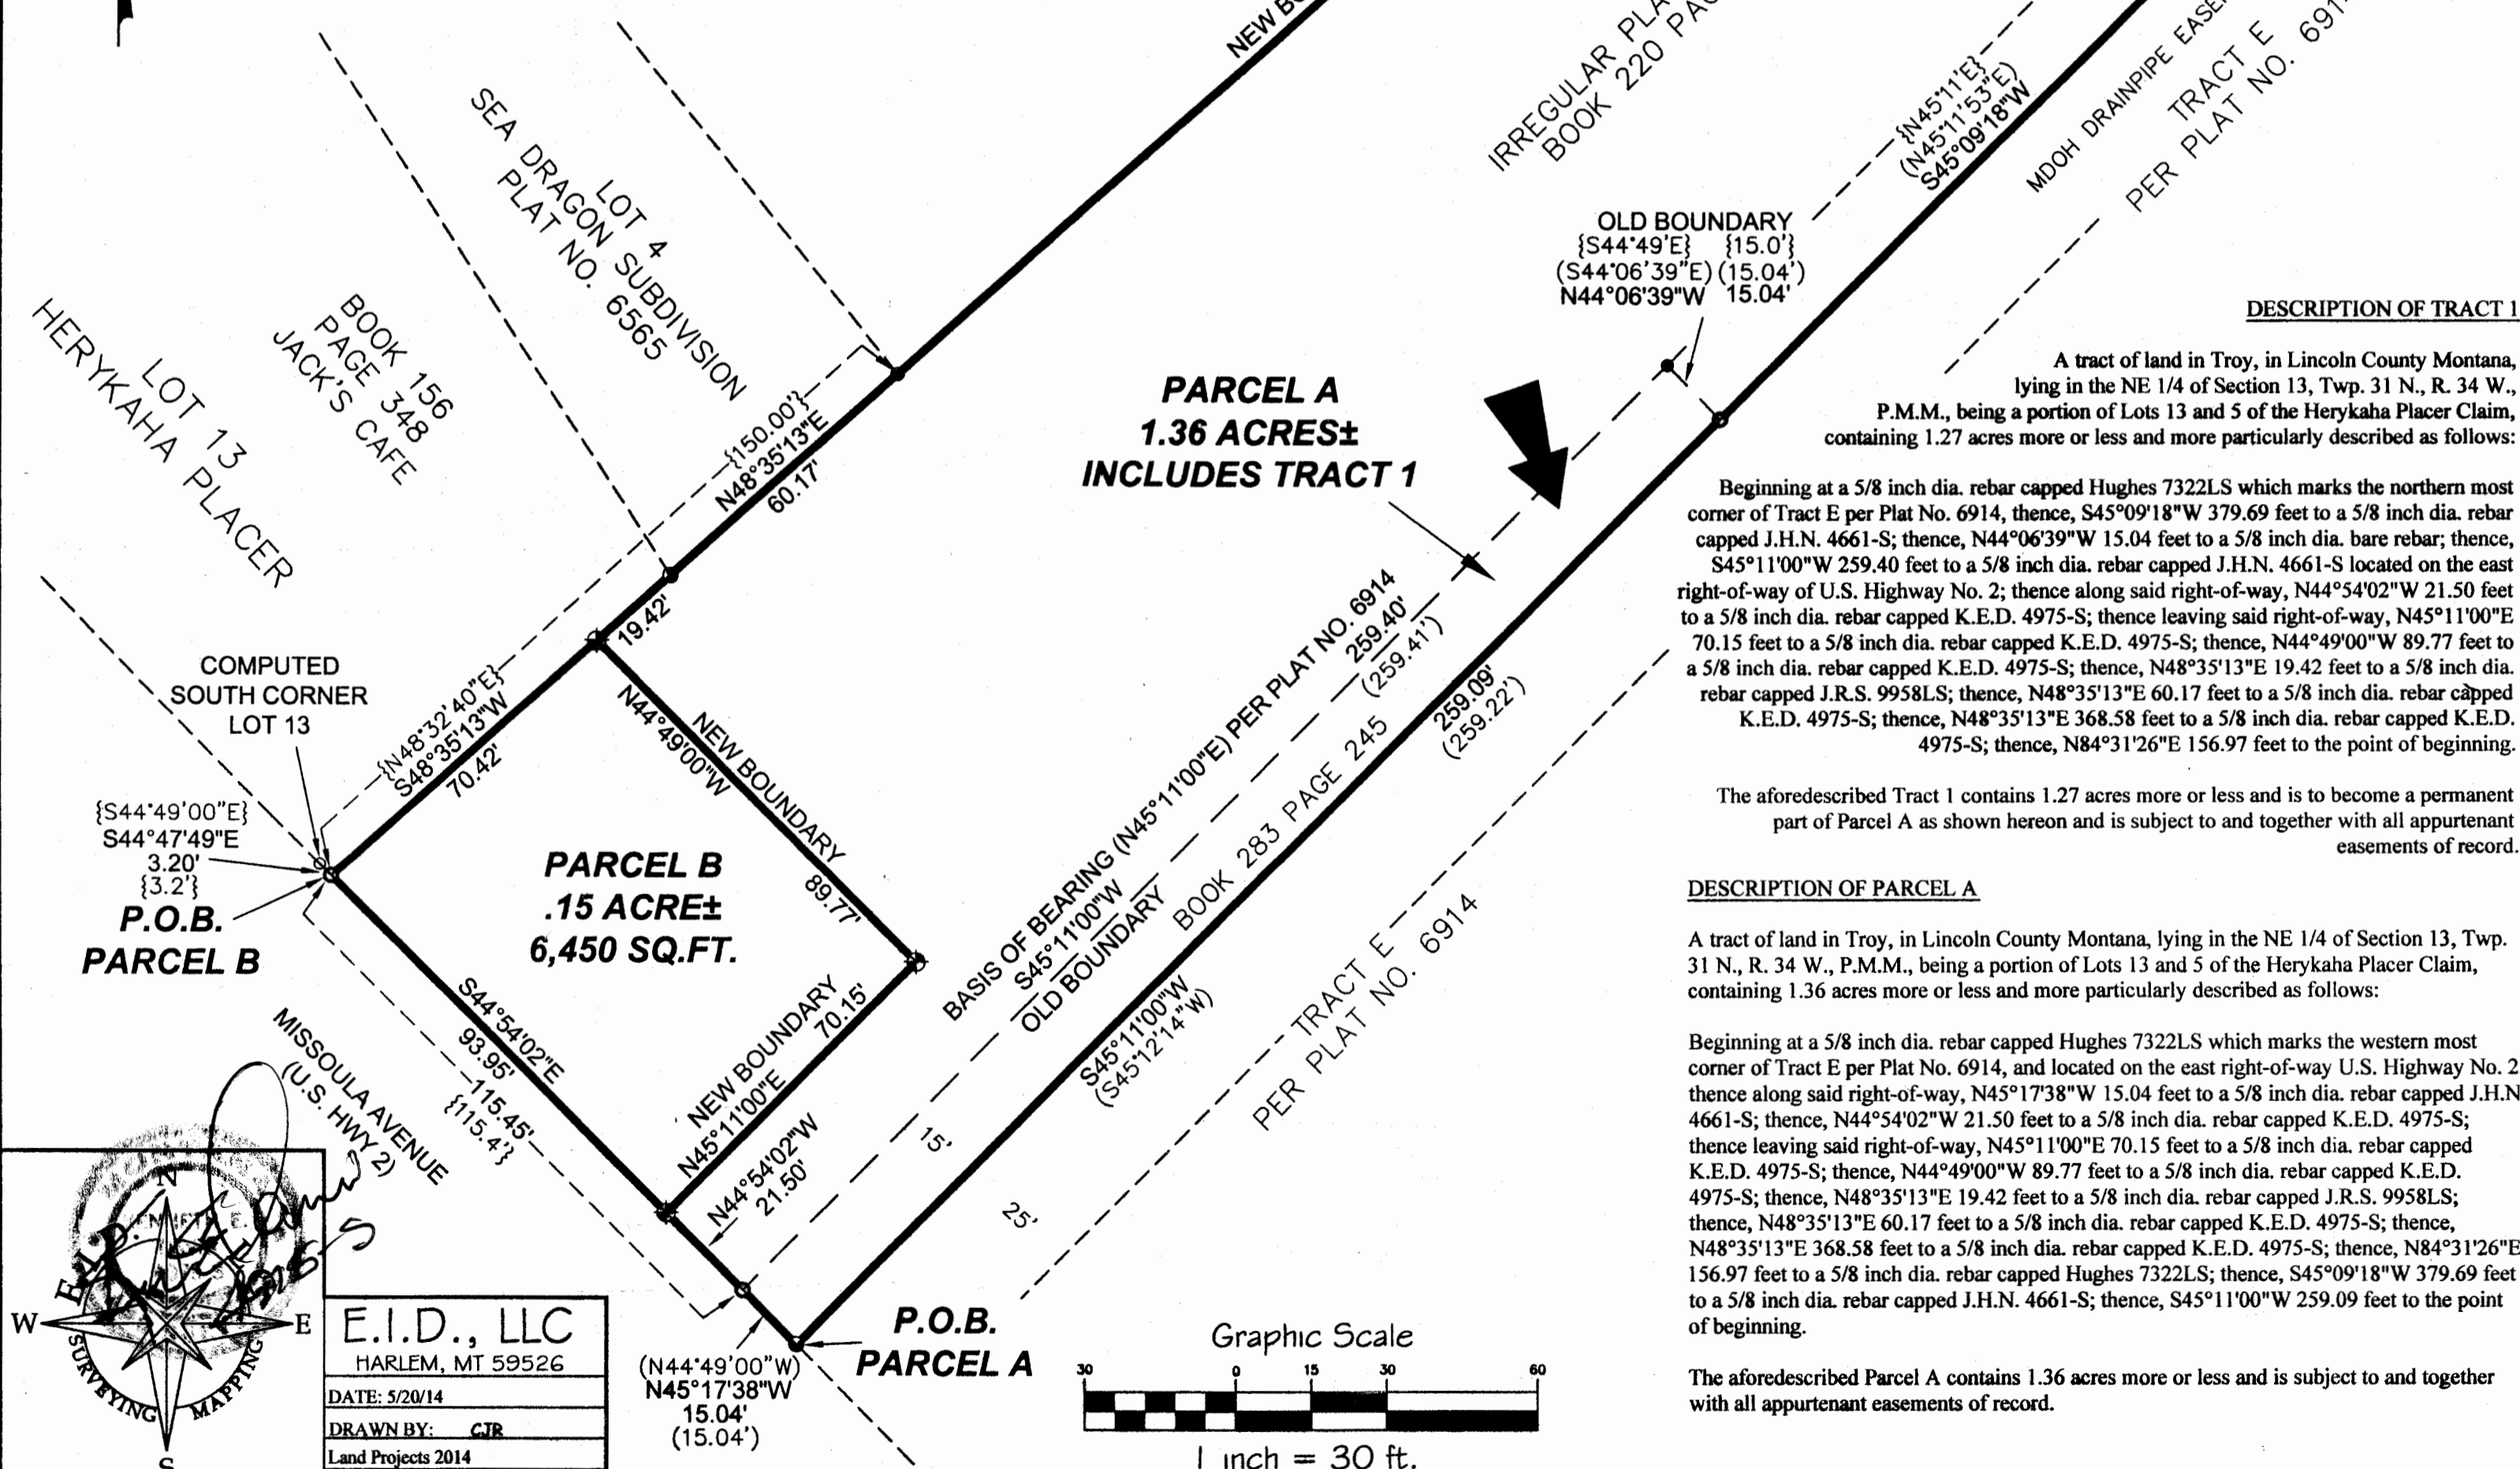 NEW BO
IRREGULAR PLA
BOOK 220 PAG
{N45°11'E}
(N45°11'53"E)
S45°09'18"W
MDOH DRAINPIPE EASE
TRACT E
PER PLAT NO. 691
SEA DRAGON SUBDIVISION
LOT 4
PLAT NO. 6565
BOOK 156
PAGE 348
JACK'S CAFE
LOT 13
HERYKAHA PLACER
OLD BOUNDARY
{S44°49'E} {15.0'}
(S44°06'39"E) (15.04')
N44°06'39"W 15.04'
PARCEL A
1.36 ACRES±
INCLUDES TRACT 1
{150.00'}
N48°35'13"E
60.17'
19.42'
COMPUTED
SOUTH CORNER
LOT 13
{N48°32'40"E}
S48°35'13"W
70.42'
NEW BOUNDARY
N44°49'00"W
89.77'
{S44°49'00"E}
S44°47'49"E
3.20'
{3.2'}
P.O.B.
PARCEL B
PARCEL B
.15 ACRE±
6,450 SQ.FT.
BASIS OF BEARING (N45°11'00"E) PER PLAT NO. 6914
S45°11'00"W
259.40'
(259.41')
OLD BOUNDARY
BOOK 283 PAGE 245
259.09'
(259.22')
S45°11'00"W
(S45°12'14"W)
TRACT E
PER PLAT NO. 6914
S44°54'02"E
93.95'
115.45'
{115.4'}
MISSOULA AVENUE
(U.S. HWY 2)
NEW BOUNDARY
70.15'
N45°11'00"E
N44°54'02"W
21.50'
15'
25'
P.O.B.
PARCEL A
(N44°49'00"W)
N45°17'38"W
15.04'
(15.04')
Graphic Scale
30 0 15 30 60
1 inch = 30 ft.
N
W E
S
SURVEYING MAPPING
E.I.D., LLC
HARLEM, MT 59526
DATE: 5/20/14
DRAWN BY: CJR
Land Projects 2014
DESCRIPTION OF TRACT 1
A tract of land in Troy, in Lincoln County Montana,
lying in the NE 1/4 of Section 13, Twp. 31 N., R. 34 W.,
P.M.M., being a portion of Lots 13 and 5 of the Herykaha Placer Claim,
containing 1.27 acres more or less and more particularly described as follows:
Beginning at a 5/8 inch dia. rebar capped Hughes 7322LS which marks the northern most
corner of Tract E per Plat No. 6914, thence, S45°09'18"W 379.69 feet to a 5/8 inch dia. rebar
capped J.H.N. 4661-S; thence, N44°06'39"W 15.04 feet to a 5/8 inch dia. bare rebar; thence,
S45°11'00"W 259.40 feet to a 5/8 inch dia. rebar capped J.H.N. 4661-S located on the east
right-of-way of U.S. Highway No. 2; thence along said right-of-way, N44°54'02"W 21.50 feet
to a 5/8 inch dia. rebar capped K.E.D. 4975-S; thence leaving said right-of-way, N45°11'00"E
70.15 feet to a 5/8 inch dia. rebar capped K.E.D. 4975-S; thence, N44°49'00"W 89.77 feet to
a 5/8 inch dia. rebar capped K.E.D. 4975-S; thence, N48°35'13"E 19.42 feet to a 5/8 inch dia.
rebar capped J.R.S. 9958LS; thence, N48°35'13"E 60.17 feet to a 5/8 inch dia. rebar capped
K.E.D. 4975-S; thence, N48°35'13"E 368.58 feet to a 5/8 inch dia. rebar capped K.E.D.
4975-S; thence, N84°31'26"E 156.97 feet to the point of beginning.
The aforedescribed Tract 1 contains 1.27 acres more or less and is to become a permanent
part of Parcel A as shown hereon and is subject to and together with all appurtenant
easements of record.
DESCRIPTION OF PARCEL A
A tract of land in Troy, in Lincoln County Montana, lying in the NE 1/4 of Section 13, Twp.
31 N., R. 34 W., P.M.M., being a portion of Lots 13 and 5 of the Herykaha Placer Claim,
containing 1.36 acres more or less and more particularly described as follows:
Beginning at a 5/8 inch dia. rebar capped Hughes 7322LS which marks the western most
corner of Tract E per Plat No. 6914, and located on the east right-of-way U.S. Highway No. 2
thence along said right-of-way, N45°17'38"W 15.04 feet to a 5/8 inch dia. rebar capped J.H.N
4661-S; thence, N44°54'02"W 21.50 feet to a 5/8 inch dia. rebar capped K.E.D. 4975-S;
thence leaving said right-of-way, N45°11'00"E 70.15 feet to a 5/8 inch dia. rebar capped
K.E.D. 4975-S; thence, N44°49'00"W 89.77 feet to a 5/8 inch dia. rebar capped K.E.D.
4975-S; thence, N48°35'13"E 19.42 feet to a 5/8 inch dia. rebar capped J.R.S. 9958LS;
thence, N48°35'13"E 60.17 feet to a 5/8 inch dia. rebar capped K.E.D. 4975-S; thence,
N48°35'13"E 368.58 feet to a 5/8 inch dia. rebar capped K.E.D. 4975-S; thence, N84°31'26"E
156.97 feet to a 5/8 inch dia. rebar capped Hughes 7322LS; thence, S45°09'18"W 379.69 feet
to a 5/8 inch dia. rebar capped J.H.N. 4661-S; thence, S45°11'00"W 259.09 feet to the point
of beginning.
The aforedescribed Parcel A contains 1.36 acres more or less and is subject to and together
with all appurtenant easements of record.